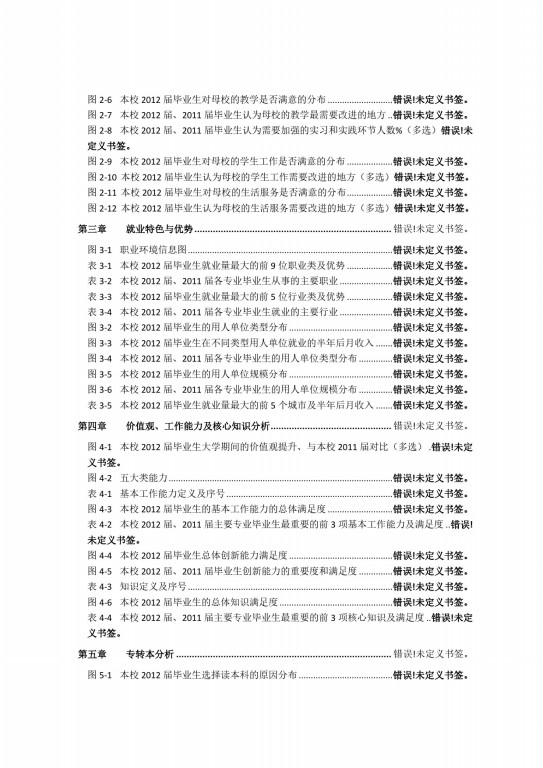 图 2-6 本校 2012 届毕业生对母校的教学是否满意的分布........................错误!未定义书签。
图 2-7 本校 2012 届、2011 届毕业生认为母校的教学最需要改进的地方..错误!未定义书签。
图 2-8 本校 2012 届、2011 届毕业生认为需要加强的实习和实践环节人数%（多选）错误!未
定义书签。
图 2-9 本校 2012 届毕业生对母校的学生工作是否满意的分布.................错误!未定义书签。
图 2-10 本校 2012 届毕业生认为母校的学生工作需要改进的地方（多选）错误!未定义书签。
图 2-11 本校 2012 届毕业生对母校的生活服务是否满意的分布.................错误!未定义书签。
图 2-12 本校 2012 届毕业生认为母校的生活服务需要改进的地方（多选）错误!未定义书签。
第三章 就业特色与优势..............................................................................错误!未定义书签。
图 3-1 职业环境信息图..................................................................................错误!未定义书签。
表 3-1 本校 2012 届毕业生就业量最大的前 9 位职业类及优势.................错误!未定义书签。
表 3-2 本校 2012 届、2011 届各专业毕业生从事的主要职业....................错误!未定义书签。
表 3-3 本校 2012 届毕业生就业量最大的前 5 位行业类及优势.................错误!未定义书签。
表 3-4 本校 2012 届、2011 届各专业毕业生就业的主要行业....................错误!未定义书签。
图 3-2 本校 2012 届毕业生的用人单位类型分布........................................错误!未定义书签。
图 3-3 本校 2012 届毕业生在不同类型用人单位就业的半年后月收入......错误!未定义书签。
图 3-4 本校 2012 届、2011 届各专业毕业生的用人单位类型分布............错误!未定义书签。
图 3-5 本校 2012 届毕业生的用人单位规模分布........................................错误!未定义书签。
图 3-6 本校 2012 届、2011 届各专业毕业生的用人单位规模分布............错误!未定义书签。
表 3-5 本校 2012 届毕业生就业量最大的前 5 个城市及半年后月收入......错误!未定义书签。
第四章 价值观、工作能力及核心知识分析................................................错误!未定义书签。
图 4-1 本校 2012 届毕业生大学期间的价值观提升、与本校 2011 届对比（多选）.错误!未定
义书签。
图 4-2 五大类能力..........................................................................................错误!未定义书签。
表 4-1 基本工作能力定义及序号..................................................................错误!未定义书签。
图 4-3 本校 2012 届毕业生的基本工作能力的总体满足度........................错误!未定义书签。
表 4-2 本校 2012 届、2011 届主要专业毕业生最重要的前 3 项基本工作能力及满足度..错误!
未定义书签。
图 4-4 本校 2012 届毕业生总体创新能力满足度........................................错误!未定义书签。
图 4-5 本校 2012 届、2011 届毕业生创新能力的重要度和满足度............错误!未定义书签。
表 4-3 知识定义及序号..................................................................................错误!未定义书签。
图 4-6 本校 2012 届毕业生的总体知识满足度............................................错误!未定义书签。
表 4-4 本校 2012 届、2011 届主要专业毕业生最重要的前 3 项核心知识及满足度..错误!未定
义书签。
第五章 专转本分析......................................................................................错误!未定义书签。
图 5-1 本校 2012 届毕业生选择读本科的原因分布....................................错误!未定义书签。